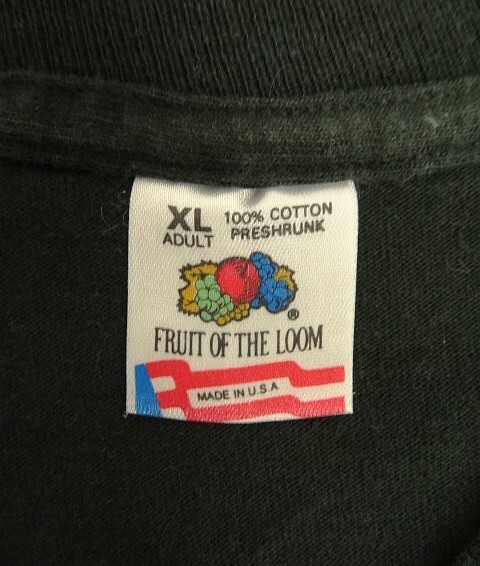 XL 100% COTTON
ADULT PRESHRUNK
®
FRUIT OF THE LOOM
MADE IN U.S.A